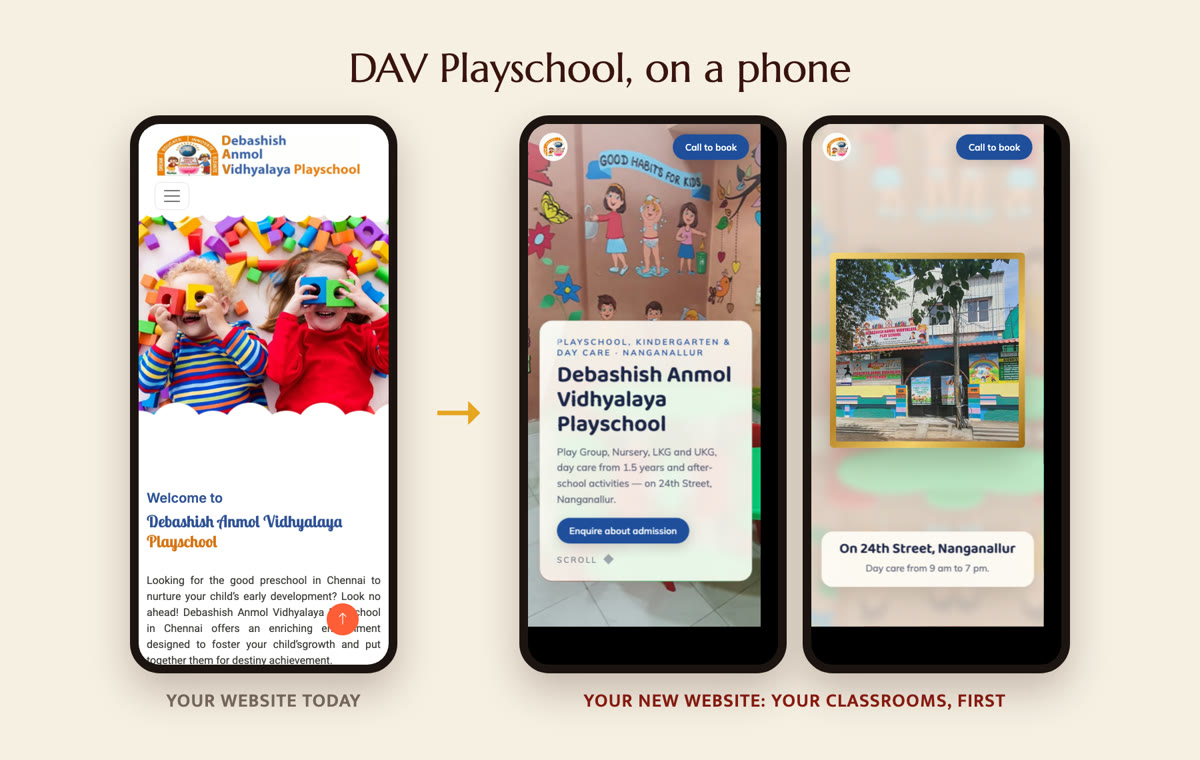 DAV Playschool, on a phone
Debashish
Anmol
Vidhyalaya Playschool
Welcome to
Debashish Anmol Vidhyalaya
Playschool
Looking for the good preschool in Chennai to
nurture your child's early development? Look no
ahead! Debashish Anmol Vidhyalaya
in Chennai offers an enriching
designed to foster your child'sgrowth and put
together them for destiny achievement.
YOUR WEBSITE TODAY
Call to book
GOOD HABITS FOR KIDS
PLAYSCHOOL, KINDERGARTEN &
DAY CARE · NANGANALLUR
Debashish Anmol
Vidhyalaya
Playschool
Play Group, Nursery, LKG and UKG,
day care from 1.5 years and after-
school activities — on 24th Street,
Nanganallur.
Enquire about admission
SCROLL
Call to book
On 24th Street, Nanganallur
Day care from 9 am to 7 pm.
YOUR NEW WEBSITE: YOUR CLASSROOMS, FIRST